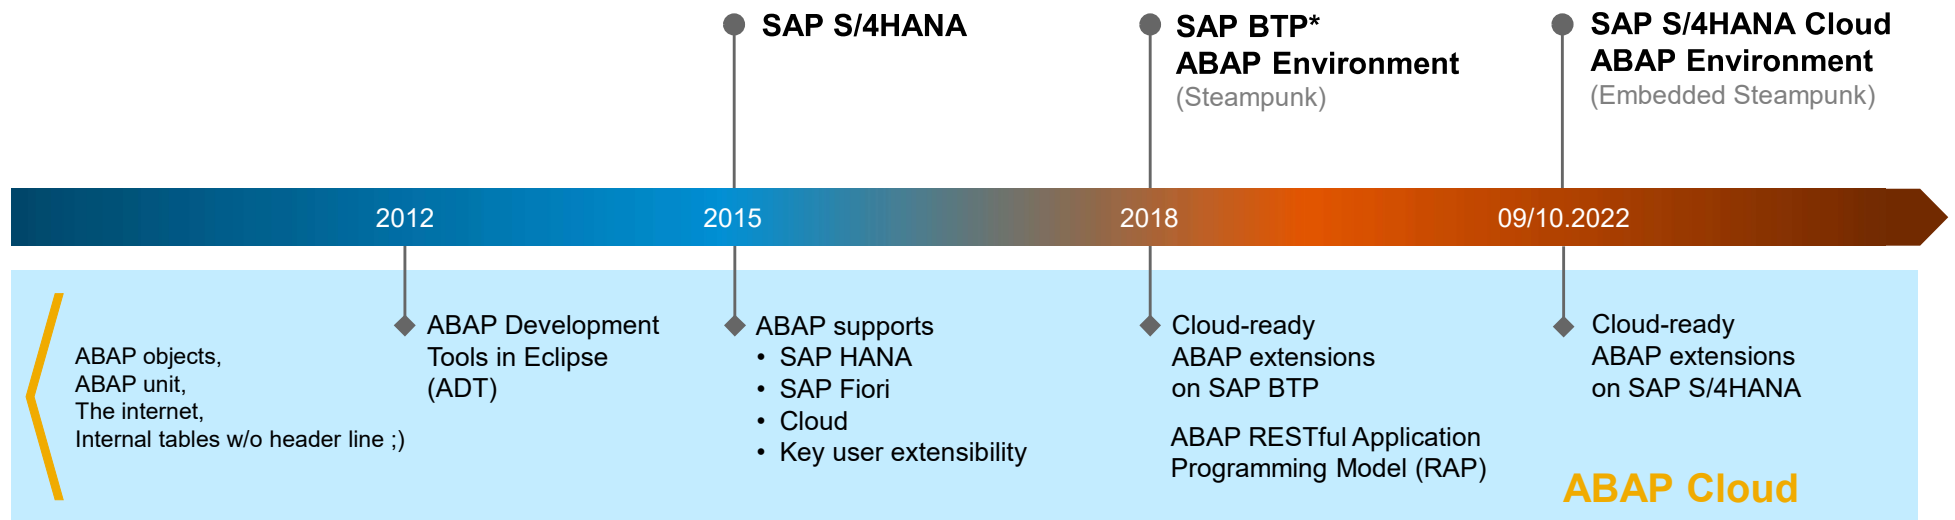 SAP S/4HANA
SAP BTP*
ABAP Environment
(Steampunk)
SAP S/4HANA Cloud
ABAP Environment
(Embedded Steampunk)
2012
2015
2018
09/10.2022
ABAP objects,
ABAP unit,
The internet,
Internal tables w/o header line ;)
ABAP Development
Tools in Eclipse
(ADT)
ABAP supports
• SAP HANA
• SAP Fiori
• Cloud
• Key user extensibility
Cloud-ready
ABAP extensions
on SAP BTP
ABAP RESTful Application
Programming Model (RAP)
Cloud-ready
ABAP extensions
on SAP S/4HANA
ABAP Cloud